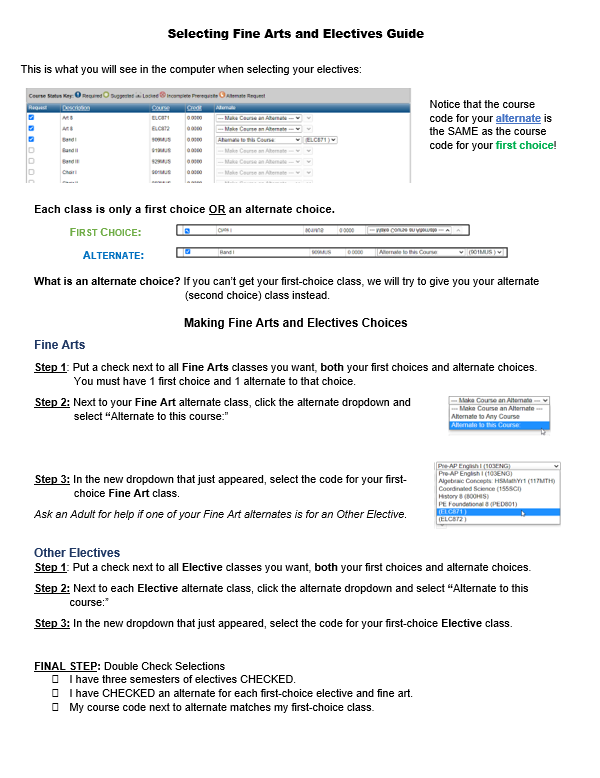 Selecting Fine Arts and Electives Guide
This is what you will see in the computer when selecting your electives:
Course Status Key: Required Suggested Locked Incomplete Prerequisite Alternate Request
Request Description Course Credit Alternate
Art 8 ELC871 0.0000 --- Make Course an Alternate ---
Art 8 ELC872 0.0000 --- Make Course an Alternate ---
Band I 909MUS 0.0000 Alternate to this Course: (ELC871 )
Band II 919MUS 0.0000 --- Make Course an Alternate ---
Band III 929MUS 0.0000 --- Make Course an Alternate ---
Choir I 901MUS 0.0000 --- Make Course an Alternate ---
Notice that the course
code for your alternate is
the SAME as the course
code for your first choice!
Each class is only a first choice OR an alternate choice.
FIRST CHOICE: 0.0000 --- Make Course an Alternate ---
ALTERNATE: Band I 909MUS 0.0000 Alternate to this Course: (901MUS )
What is an alternate choice? If you can’t get your first-choice class, we will try to give you your alternate
(second choice) class instead.
Making Fine Arts and Electives Choices
Fine Arts
Step 1: Put a check next to all Fine Arts classes you want, both your first choices and alternate choices.
You must have 1 first choice and 1 alternate to that choice.
Step 2: Next to your Fine Art alternate class, click the alternate dropdown and
select “Alternate to this course:”
--- Make Course an Alternate ---
--- Make Course an Alternate ---
Alternate to Any Course
Alternate to this Course:
Step 3: In the new dropdown that just appeared, select the code for your first-
choice Fine Art class.
Ask an Adult for help if one of your Fine Art alternates is for an Other Elective.
Pre-AP English I (103ENG)
Pre-AP English I (103ENG)
Algebraic Concepts: HSMathYr1 (117MTH)
Coordinated Science (155SCI)
History 8 (800HIS)
PE Foundational 8 (PED801)
(ELC871 )
(ELC872 )
Other Electives
Step 1: Put a check next to all Elective classes you want, both your first choices and alternate choices.
Step 2: Next to each Elective alternate class, click the alternate dropdown and select “Alternate to this
course:”
Step 3: In the new dropdown that just appeared, select the code for your first-choice Elective class.
FINAL STEP: Double Check Selections
☐ I have three semesters of electives CHECKED.
☐ I have CHECKED an alternate for each first-choice elective and fine art.
☐ My course code next to alternate matches my first-choice class.